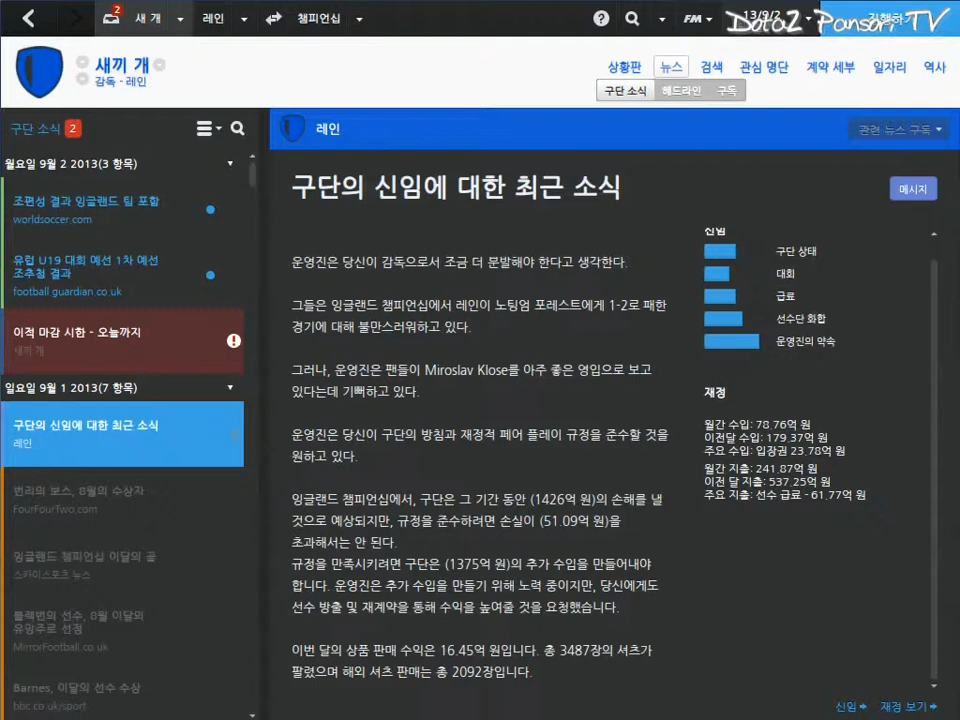 2
새 개
레인
챔피언십
FM
13/9/2
Dota2 Pansori TV
새끼 개
감독 - 레인
상황판
뉴스
검색
관심 명단
계약 세부
일자리
역사
구단 소식
헤드라인
구독
구단 소식 2
레인
관련 뉴스 구독
월요일 9월 2 2013(3 항목)
조편성 결과 잉글랜드 팀 포함
worldsoccer.com
유럽 U19 대회 예선 1차 예선
조추첨 결과
football.guardian.co.uk
이적 마감 시한 - 오늘까지
새끼 개
일요일 9월 1 2013(7 항목)
구단의 신임에 대한 최근 소식
레인
번리의 보스, 8월의 수상자
FourFourTwo.com
잉글랜드 챔피언십 이달의 골
스카이스포츠 뉴스
블랙번의 선수, 8월 이달의
유망주로 선정
MirrorFootball.co.uk
Barnes, 이달의 선수 수상
bbc.co.uk/sport
구단의 신임에 대한 최근 소식
메시지
운영진은 당신이 감독으로서 조금 더 분발해야 한다고 생각한다.
그들은 잉글랜드 챔피언십에서 레인이 노팅엄 포레스트에게 1-2로 패한
경기에 대해 불만스러워하고 있다.
그러나, 운영진은 팬들이 Miroslav Klose를 아주 좋은 영입으로 보고
있다는데 기뻐하고 있다.
운영진은 당신이 구단의 방침과 재정적 페어 플레이 규정을 준수할 것을
원하고 있다.
잉글랜드 챔피언십에서, 구단은 그 기간 동안 (1426억 원)의 손해를 낼
것으로 예상되지만, 규정을 준수하려면 손실이 (51.09억 원)을
초과해서는 안 된다.
규정을 만족시키려면 구단은 (1375억 원)의 추가 수입을 만들어내야
합니다. 운영진은 추가 수입을 만들기 위해 노력 중이지만, 당신에게도
선수 방출 및 재계약을 통해 수익을 높여줄 것을 요청했습니다.
이번 달의 상품 판매 수익은 16.45억 원입니다. 총 3487장의 셔츠가
팔렸으며 해외 셔츠 판매는 총 2092장입니다.
신임
구단 상태
대회
급료
선수단 화합
운영진의 약속
재정
월간 수입: 78.76억 원
이전달 수입: 179.37억 원
주요 수입: 입장권 23.78억 원
월간 지출: 241.87억 원
이전 달 지출: 537.25억 원
주요 지출: 선수 급료 - 61.77억 원
신임
재정 보기